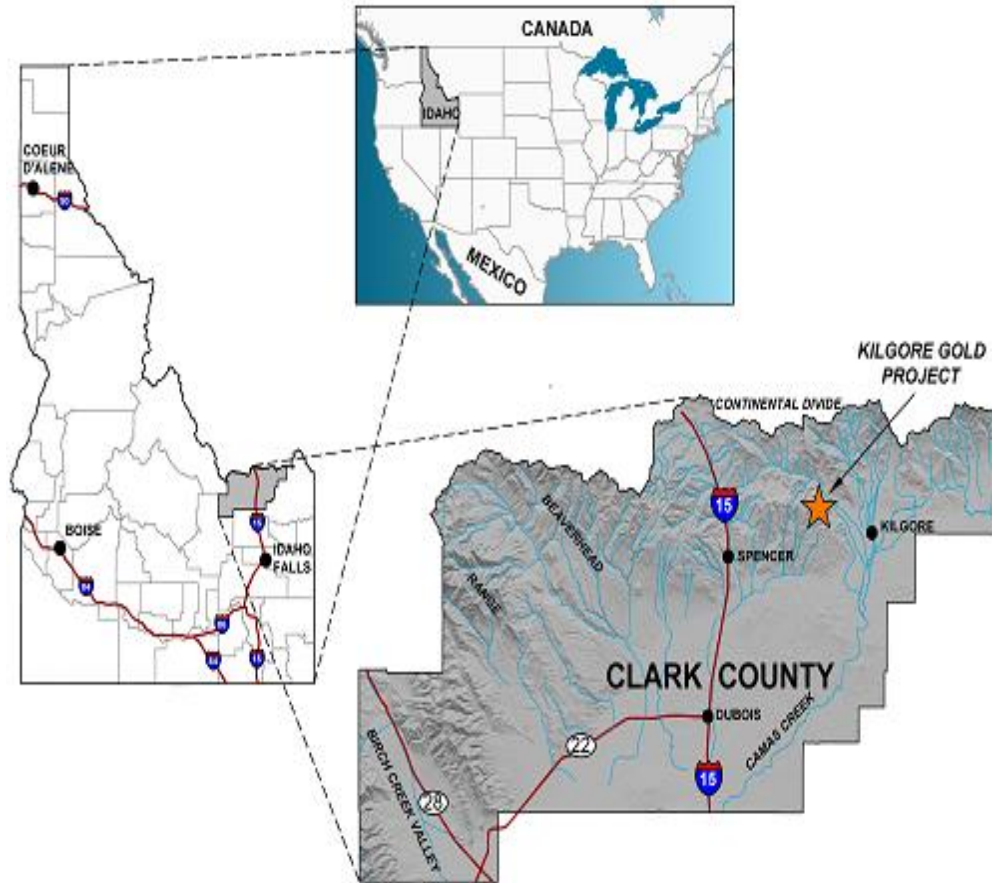 CANADA
IDAHO
MEXICO
COEUR
D'ALENE
90
BOISE
84
15
IDAHO
FALLS
86
84
15
KILGORE GOLD
PROJECT
CONTINENTAL DIVIDE
15
BEAVERHEAD
RANGE
SPENCER
KILGORE
CLARK COUNTY
DUBOIS
CAMAS CREEK
22
15
BIRCH CREEK VALLEY
28